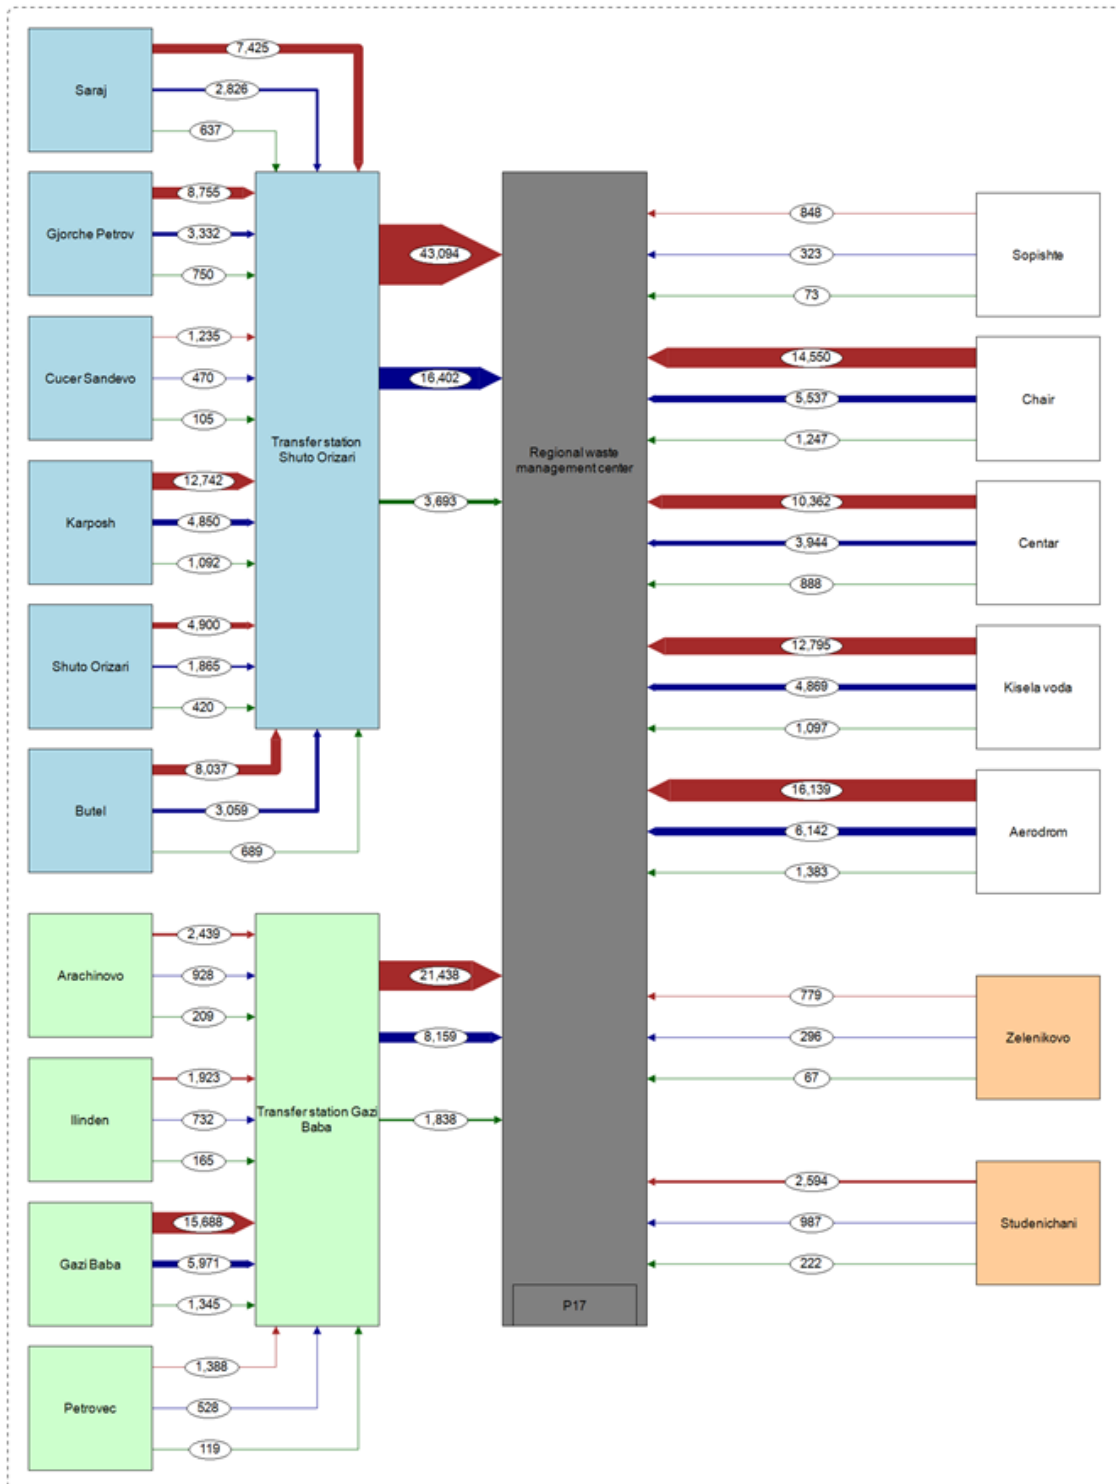 Saraj
7,425
2,826
637
Gjorche Petrov
8,755
3,332
750
Cucer Sandevo
1,235
470
105
Karposh
12,742
4,850
1,092
Shuto Orizari
4,900
1,865
420
Butel
8,037
3,059
689
Transfer station
Shuto Orizari
43,094
16,402
3,693
Arachinovo
2,439
928
209
Ilinden
1,923
732
165
Gazi Baba
15,688
5,971
1,345
Petrovec
1,388
528
119
Transfer station Gazi
Baba
21,438
8,159
1,838
Regional waste
management center
P17
848
323
73
Sopishte
14,550
5,537
1,247
Chair
10,362
3,944
888
Centar
12,795
4,869
1,097
Kisela voda
16,139
6,142
1,383
Aerodrom
779
296
67
Zelenikovo
2,594
987
222
Studenichani